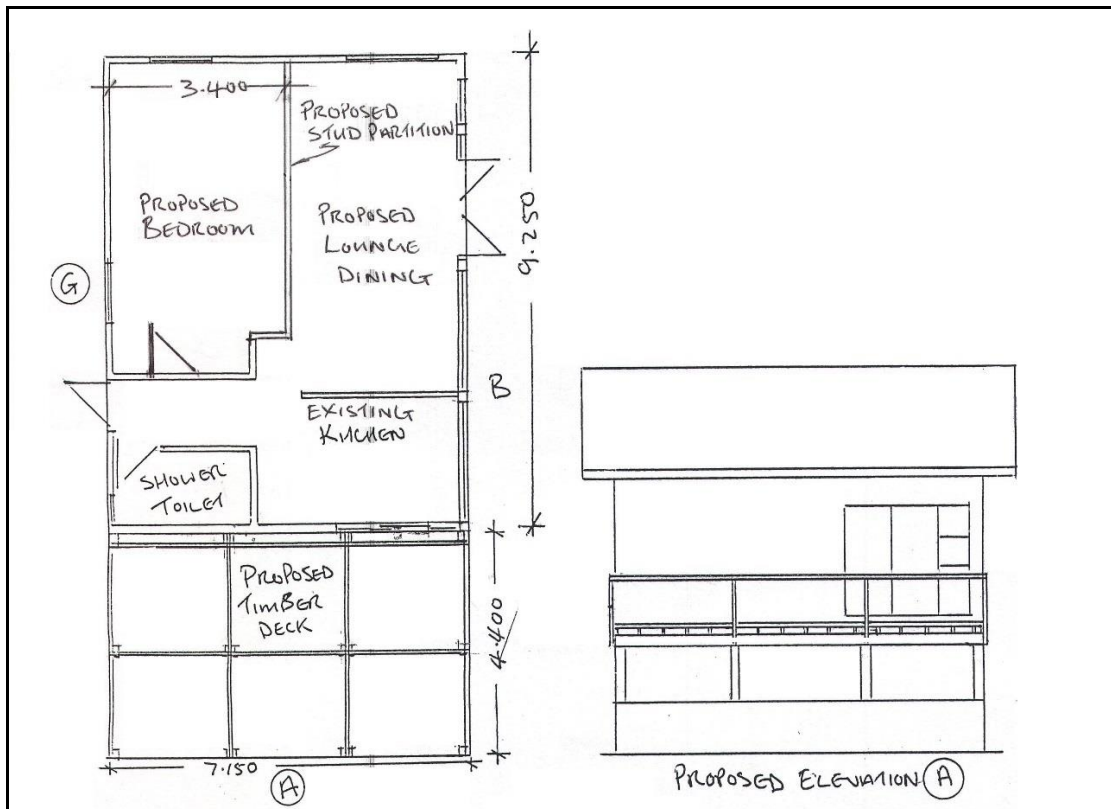 3.400
PROPOSED
STUD PARTITION
PROPOSED
BEDROOM
PROPOSED
LOUNGE
DINING
9.250
G
B
EXISTING
KITCHEN
SHOWER
TOILET
PROPOSED
TIMBER
DECK
4.400
7.150
A
PROPOSED ELEVATION A